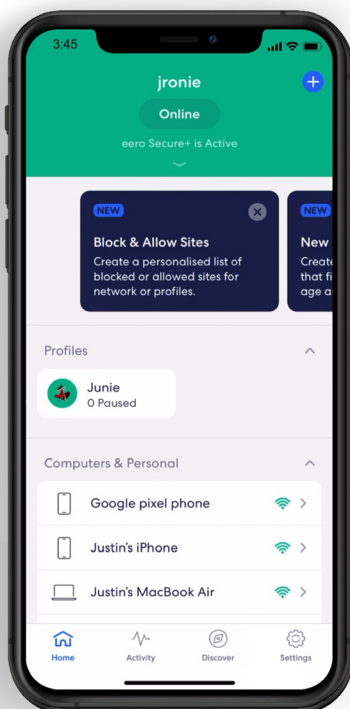 3:45
jronie
Online
eero Secure+ is Active
NEW
Block & Allow Sites
Create a personalised list of
blocked or allowed sites for
network or profiles.
NEW
New
Create
that fi
age a
Profiles
Junie
0 Paused
Computers & Personal
Google pixel phone
Justin's iPhone
Justin's MacBook Air
Home
Activity
Discover
Settings